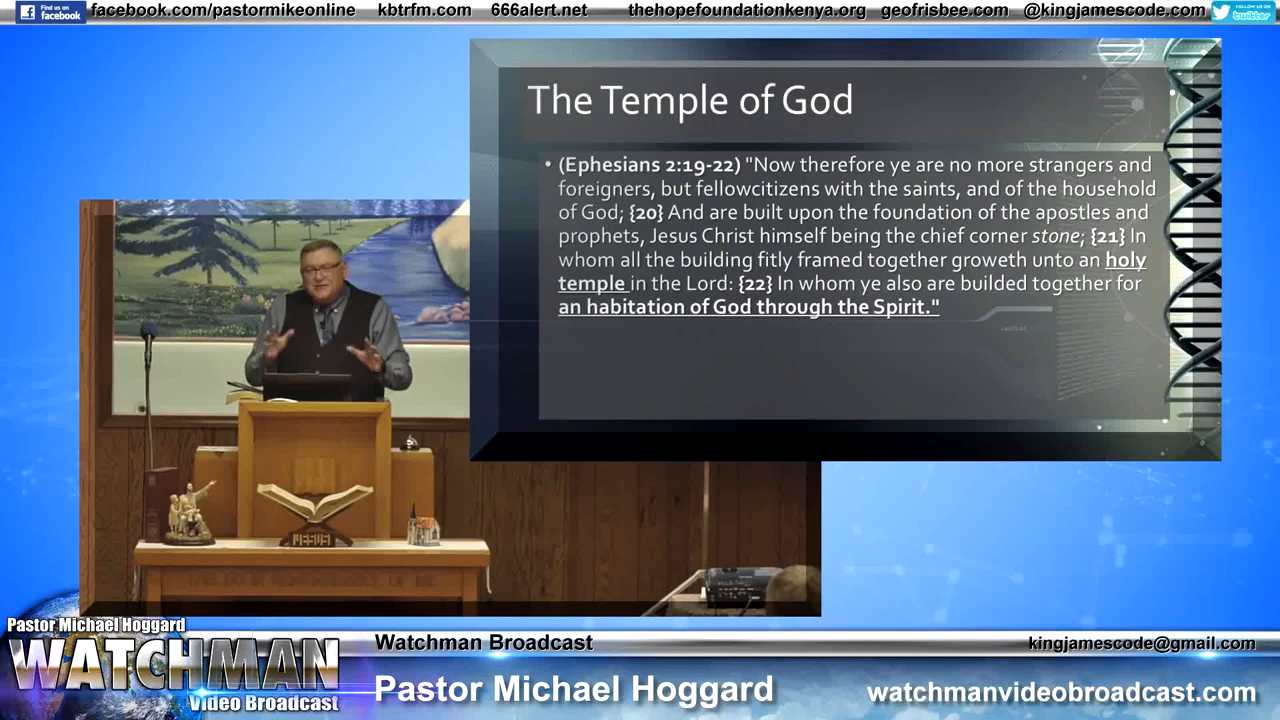 Find us on
facebook
facebook.com/pastormikeonline kbtrfm.com 666alert.net thehopefoundationkenya.org geofrisbee.com @kingjamescode.com
FOLLOW US ON
twitter
The Temple of God
• (Ephesians 2:19-22) "Now therefore ye are no more strangers and
foreigners, but fellowcitizens with the saints, and of the household
of God; {20} And are built upon the foundation of the apostles and
prophets, Jesus Christ himself being the chief corner stone; {21} In
whom all the building fitly framed together groweth unto an holy
temple in the Lord: {22} In whom ye also are builded together for
an habitation of God through the Spirit."
JESUS
Pastor Michael Hoggard
WATCHMAN
Video Broadcast
Watchman Broadcast
kingjamescode@gmail.com
Pastor Michael Hoggard
watchmanvideobroadcast.com